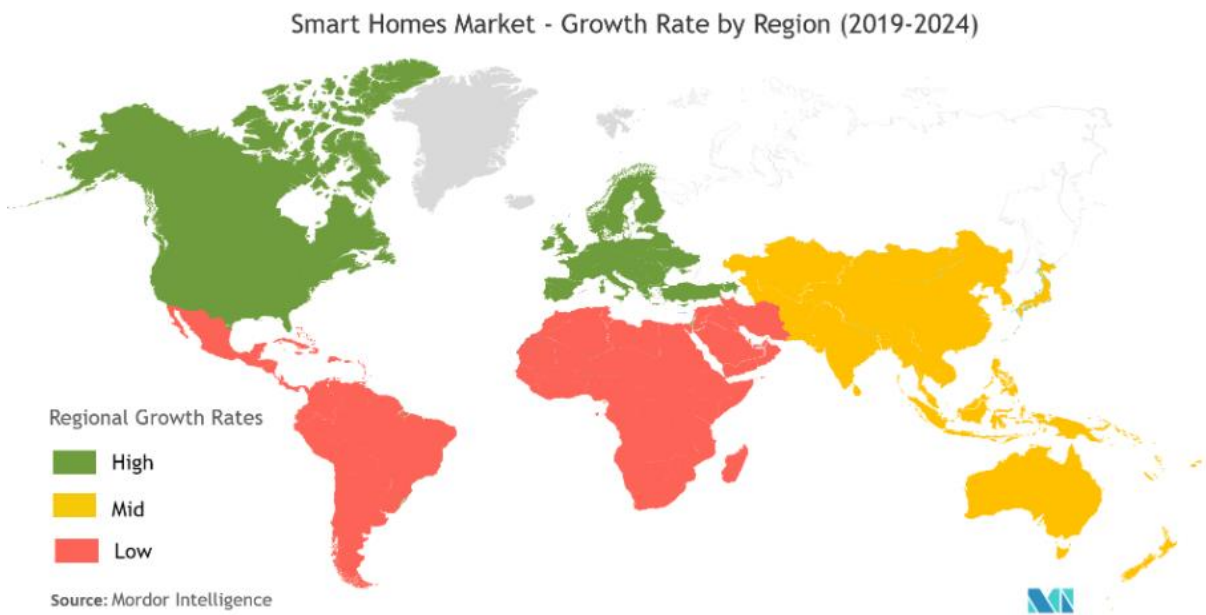 Smart Homes Market - Growth Rate by Region (2019-2024)
Regional Growth Rates
High
Mid
Low
Source: Mordor Intelligence